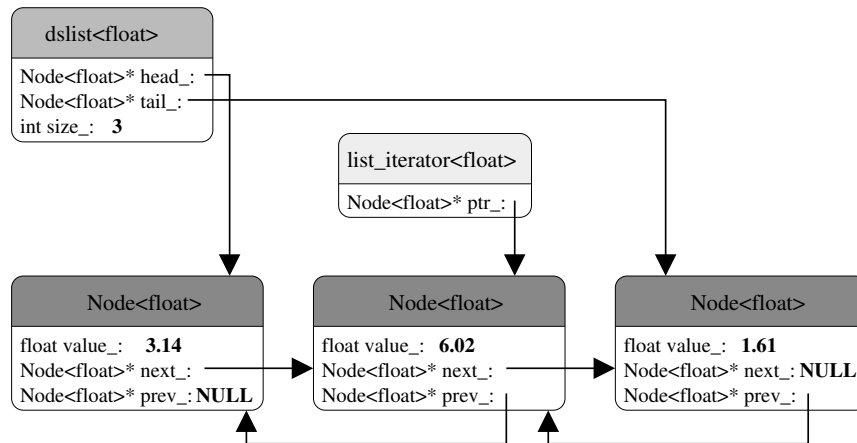 dslist<float>
Node<float>* head_:
Node<float>* tail_:
int size_: 3
list_iterator<float>
Node<float>* ptr_:
Node<float>
float value_: 3.14
Node<float>* next_:
Node<float>* prev_: NULL
Node<float>
float value_: 6.02
Node<float>* next_:
Node<float>* prev_:
Node<float>
float value_: 1.61
Node<float>* next_: NULL
Node<float>* prev_: